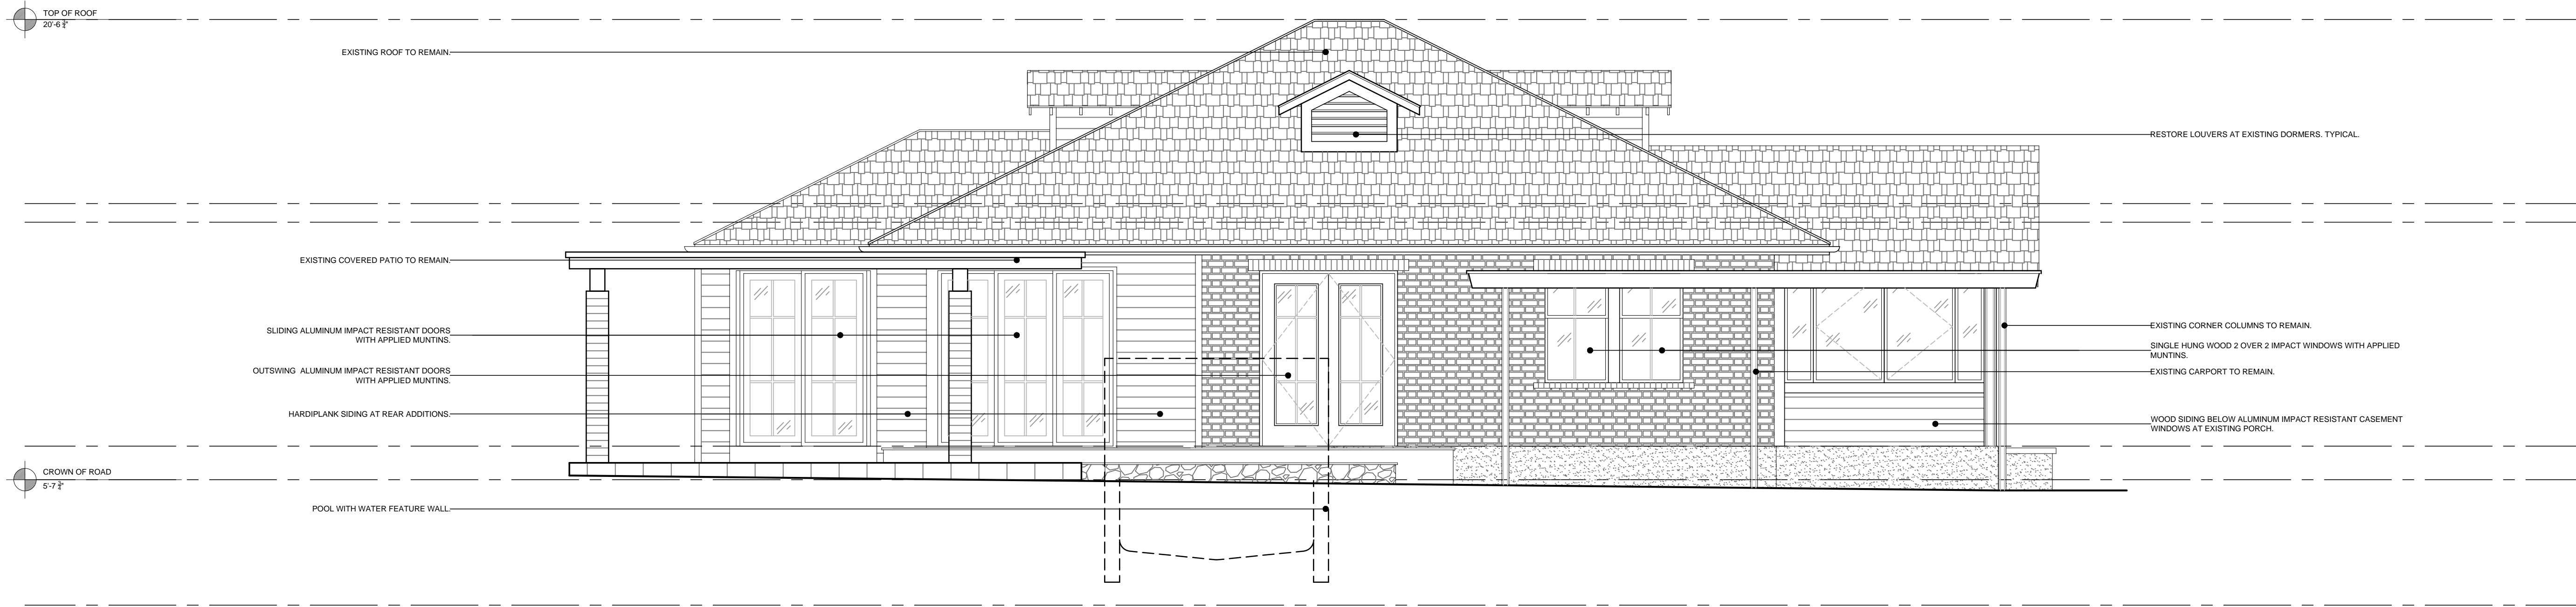 TOP OF ROOF
20'-6 3/4"
EXISTING ROOF TO REMAIN.
RESTORE LOUVERS AT EXISTING DORMERS. TYPICAL.
EXISTING COVERED PATIO TO REMAIN.
SLIDING ALUMINUM IMPACT RESISTANT DOORS
WITH APPLIED MUNTINS.
OUTSWING ALUMINUM IMPACT RESISTANT DOORS
WITH APPLIED MUNTINS.
HARDIPLANK SIDING AT REAR ADDITIONS.
EXISTING CORNER COLUMNS TO REMAIN.
SINGLE HUNG WOOD 2 OVER 2 IMPACT WINDOWS WITH APPLIED
MUNTINS.
EXISTING CARPORT TO REMAIN.
WOOD SIDING BELOW ALUMINUM IMPACT RESISTANT CASEMENT
WINDOWS AT EXISTING PORCH.
CROWN OF ROAD
5'-7 3/4"
POOL WITH WATER FEATURE WALL.